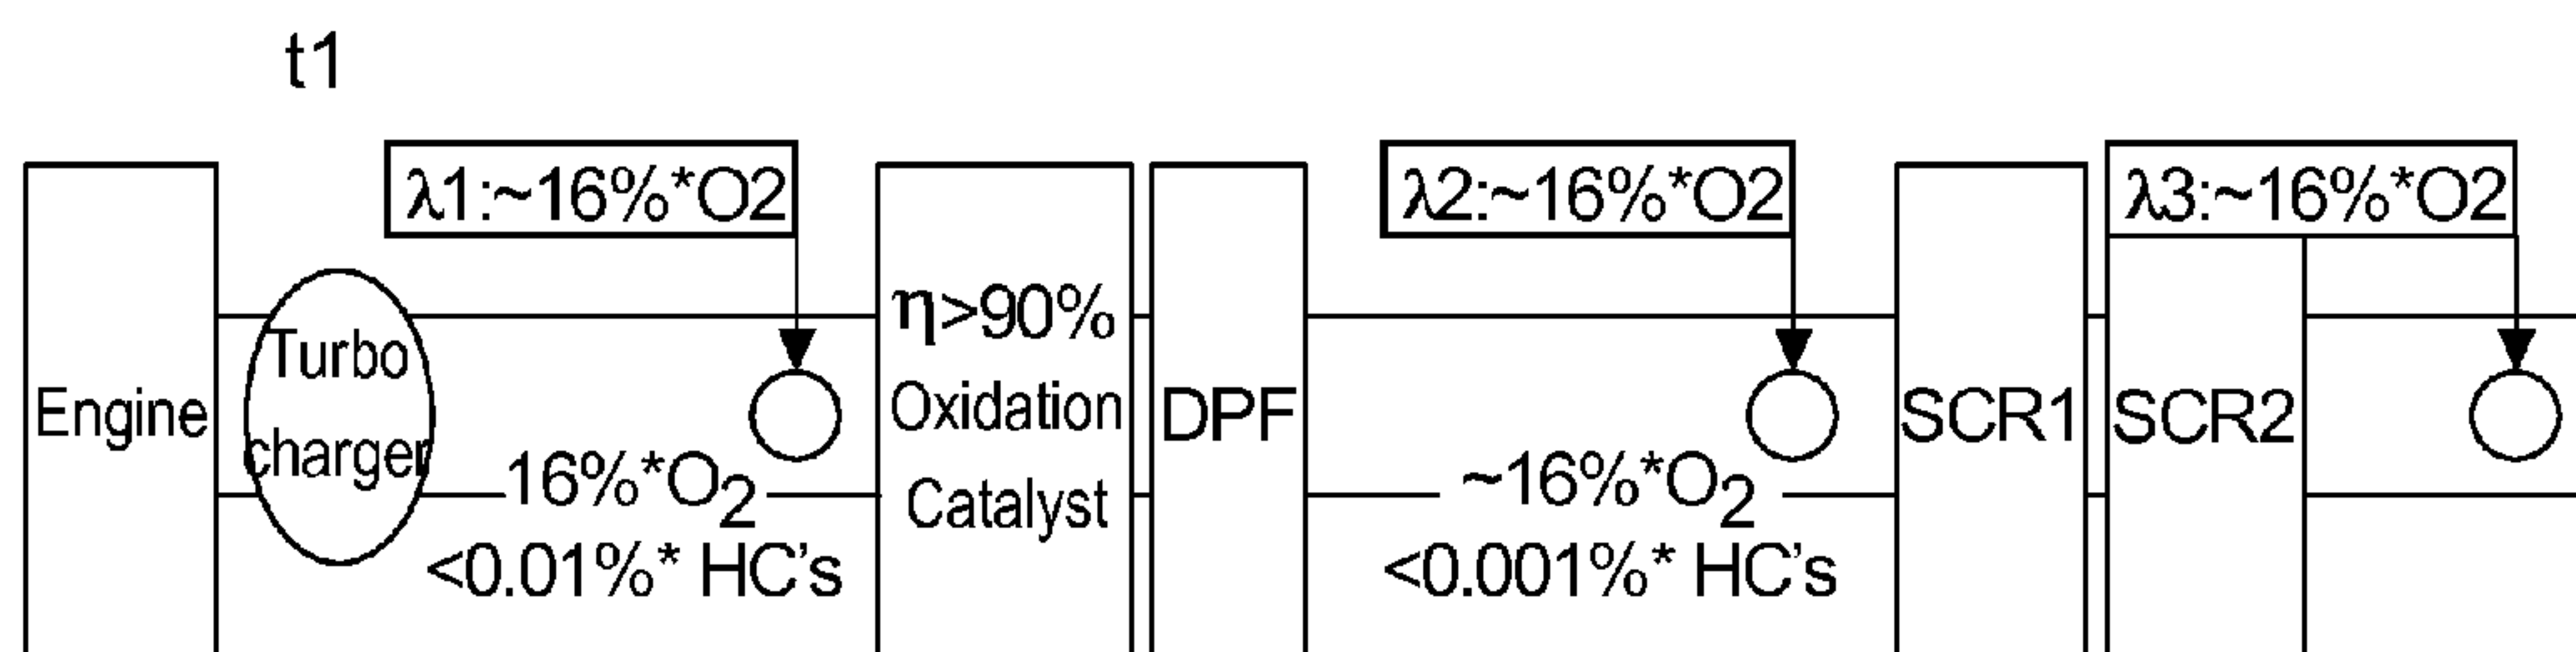 t1
λ1:~16%*O2
λ2:~16%*O2
λ3:~16%*O2
Engine
Turbo
charger
16%*O₂
<0.01%* HC's
η>90%
Oxidation
Catalyst
DPF
~16%*O₂
<0.001%* HC's
SCR1
SCR2